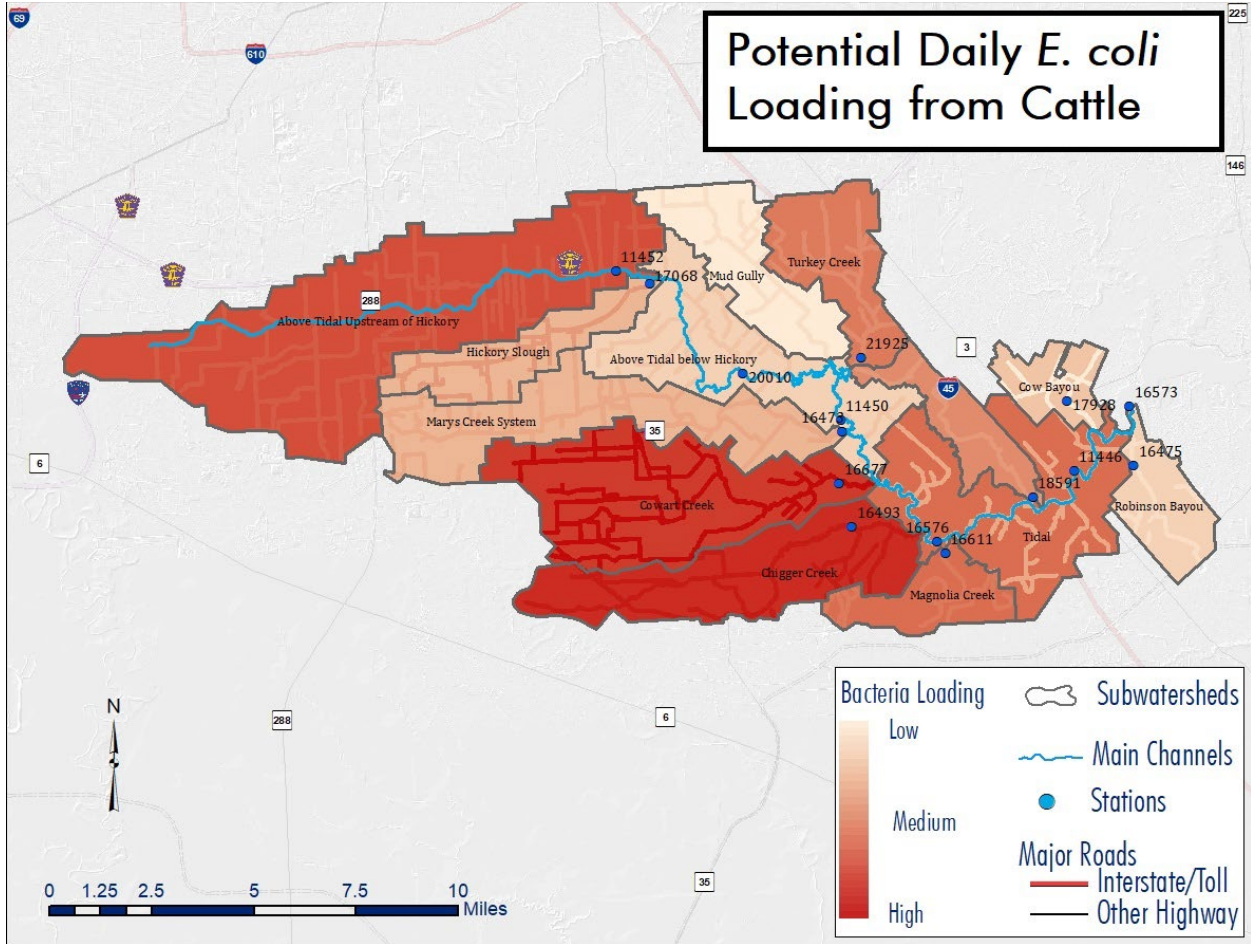 Potential Daily E. coli
Loading from Cattle
69
610
225
146
288
3
45
35
6
288
6
35
11452
17068
Mud Gully
Turkey Creek
Above Tidal Upstream of Hickory
Hickory Slough
Above Tidal below Hickory
21925
20010
Cow Bayou
17928
16573
Marys Creek System
16473
11450
16475
11446
16677
18591
Robinson Bayou
Cowart Creek
16493
16576
16611
Tidal
Chigger Creek
Magnolia Creek
N
0 1.25 2.5 5 7.5 10
Miles
Bacteria Loading
Low
Medium
High
Subwatersheds
Main Channels
Stations
Major Roads
Interstate/Toll
Other Highway